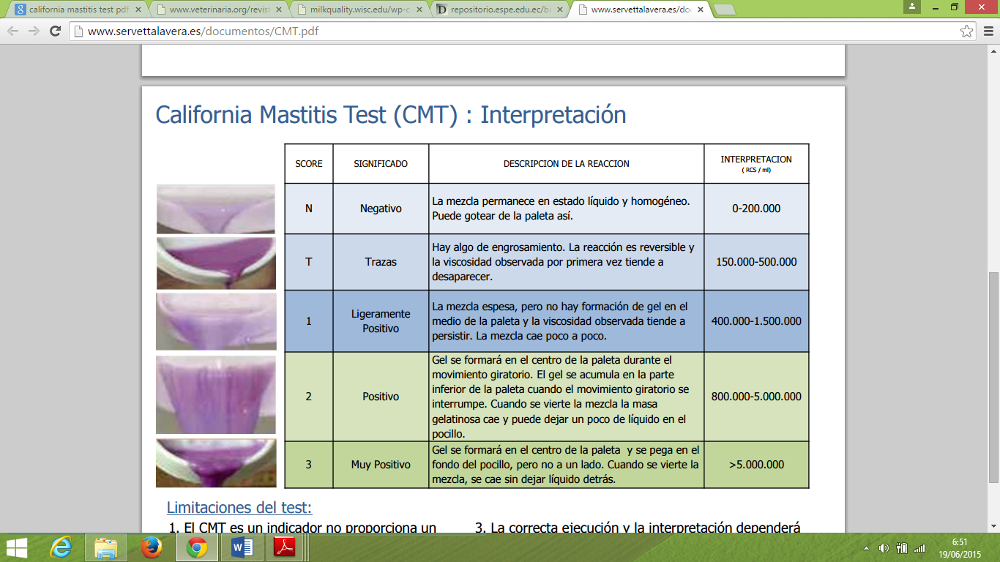 california mastitis test pdf
www.veterinaria.org/revist
milkquality.wisc.edu/wp-c
repositorio.espe.edu.ec/bi
www.servettalavera.es/doc
www.servettalavera.es/documentos/CMT.pdf
California Mastitis Test (CMT) : Interpretación
SCORE SIGNIFICADO DESCRIPCION DE LA REACCION INTERPRETACION
( RCS / ml)
N Negativo La mezcla permanece en estado líquido y homogéneo.
Puede gotear de la paleta así.
0-200.000
T Trazas Hay algo de engrosamiento. La reacción es reversible y
la viscosidad observada por primera vez tiende a
desaparecer.
150.000-500.000
1 Ligeramente
Positivo
La mezcla espesa, pero no hay formación de gel en el
medio de la paleta y la viscosidad observada tiende a
persistir. La mezcla cae poco a poco.
400.000-1.500.000
2 Positivo Gel se formará en el centro de la paleta durante el
movimiento giratorio. El gel se acumula en la parte
inferior de la paleta cuando el movimiento giratorio se
interrumpe. Cuando se vierte la mezcla la masa
gelatinosa cae y puede dejar un poco de líquido en el
pocillo.
800.000-5.000.000
3 Muy Positivo Gel se formará en el centro de la paleta y se pega en el
fondo del pocillo, pero no a un lado. Cuando se vierte la
mezcla, se cae sin dejar líquido detrás.
>5.000.000
Limitaciones del test:
1. El CMT es un indicador no proporciona un
3. La correcta ejecución y la interpretación dependerá
6:51
19/06/2015